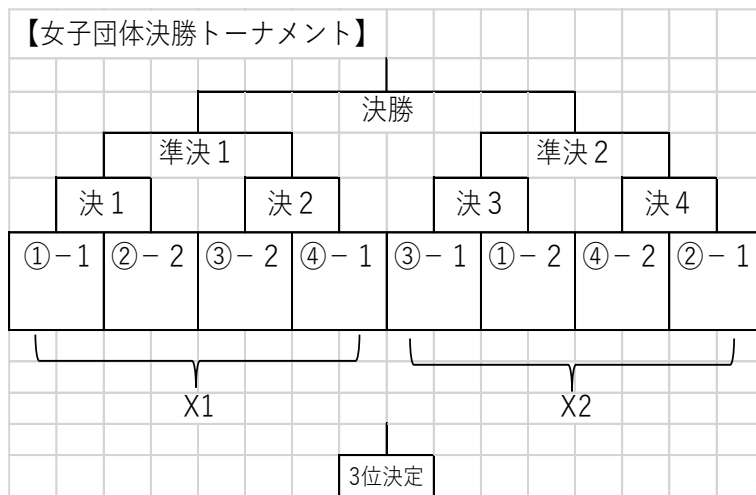 【女子団体決勝トーナメント】
決勝
準決１ 準決２
決１ 決２ 決３ 決４
①－１ ②－２ ③－２ ④－１ ③－１ ①－２ ④－２ ②－１
X1 X2
3位決定